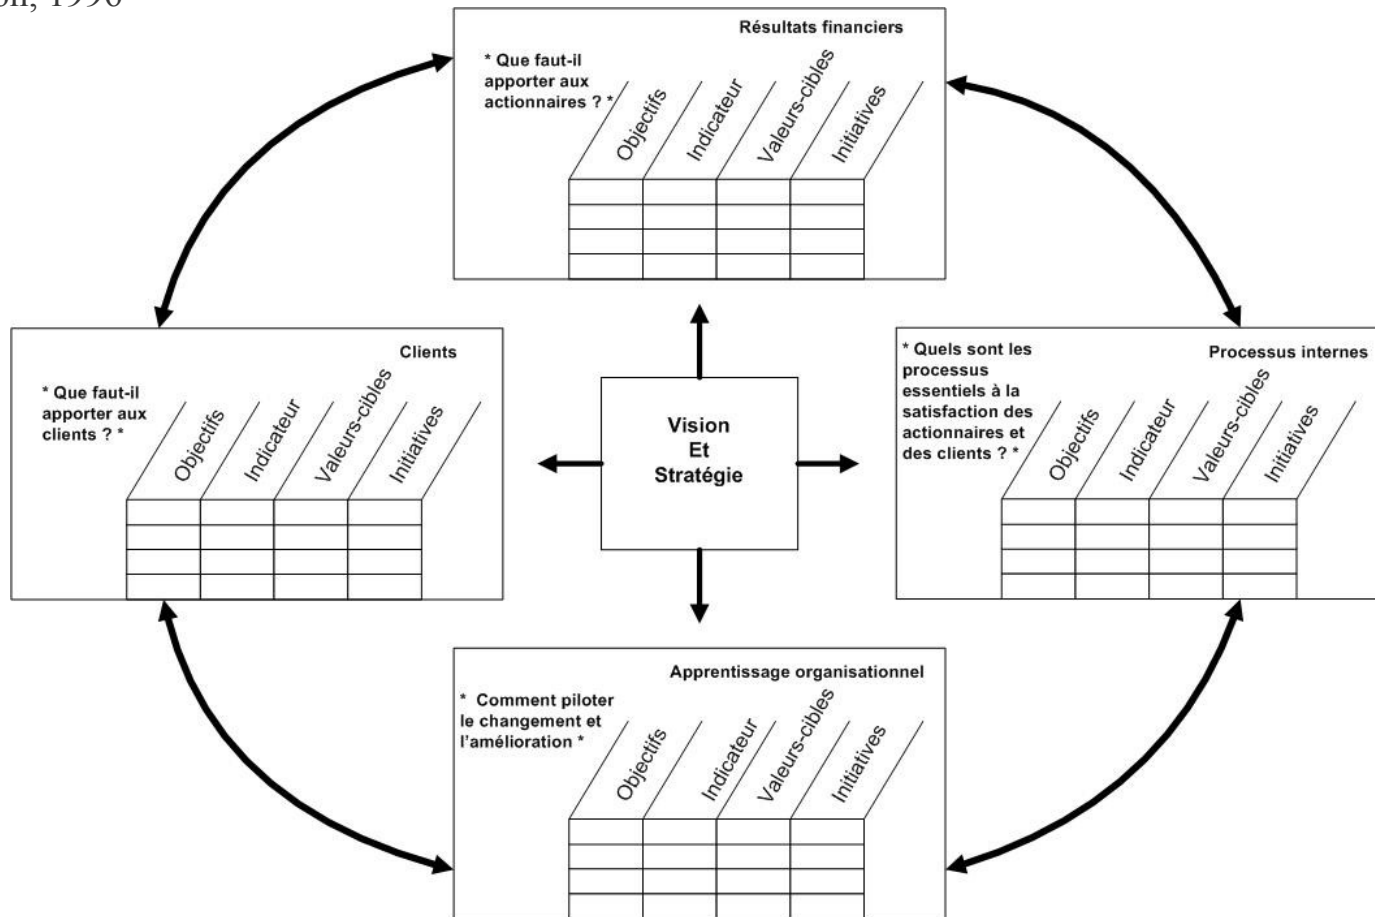 1996
Résultats financiers
* Que faut-il
apporter aux
actionnaires ? *
Objectifs
Indicateur
Valeurs-cibles
Initiatives
Clients
* Que faut-il
apporter aux
clients ? *
Objectifs
Indicateur
Valeurs-cibles
Initiatives
Vision
Et
Stratégie
Processus internes
* Quels sont les
processus
essentiels à la
satisfaction des
actionnaires et
des clients ? *
Objectifs
Indicateur
Valeurs-cibles
Initiatives
Apprentissage organisationnel
* Comment piloter
le changement et
l'amélioration *
Objectifs
Indicateur
Valeurs-cibles
Initiatives